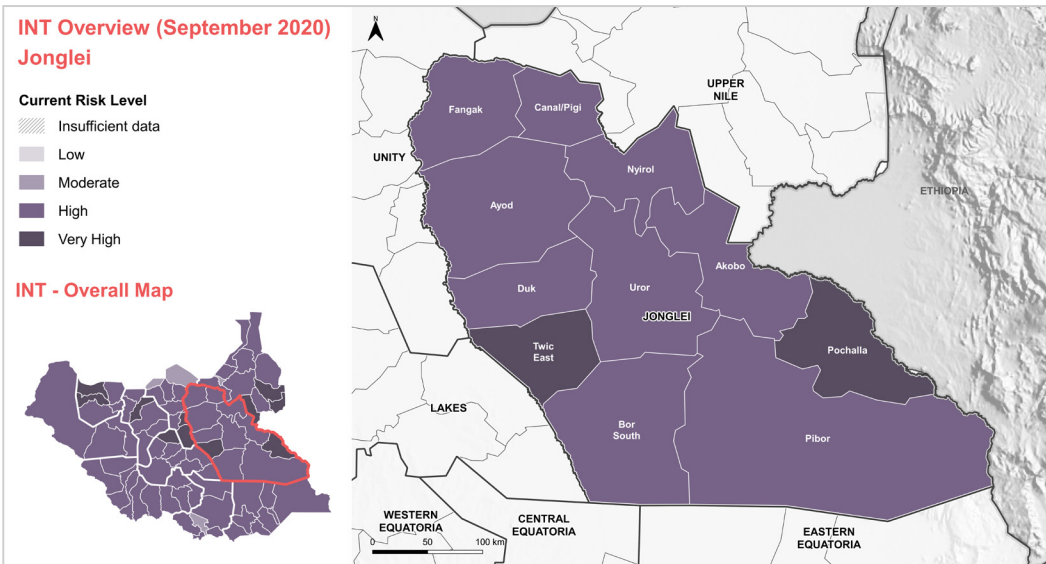 INT Overview (September 2020)
Jonglei
Current Risk Level
Insufficient data
Low
Moderate
High
Very High
INT - Overall Map
N
UPPER
NILE
Fangak
Canal/Pigi
UNITY
Nyirol
ETHIOPIA
Ayod
Akobo
Duk
Uror
JONGLEI
Twic
East
Pochalla
LAKES
Bor
South
Pibor
WESTERN
EQUATORIA
CENTRAL
EQUATORIA
EASTERN
EQUATORIA
0 50 100 km